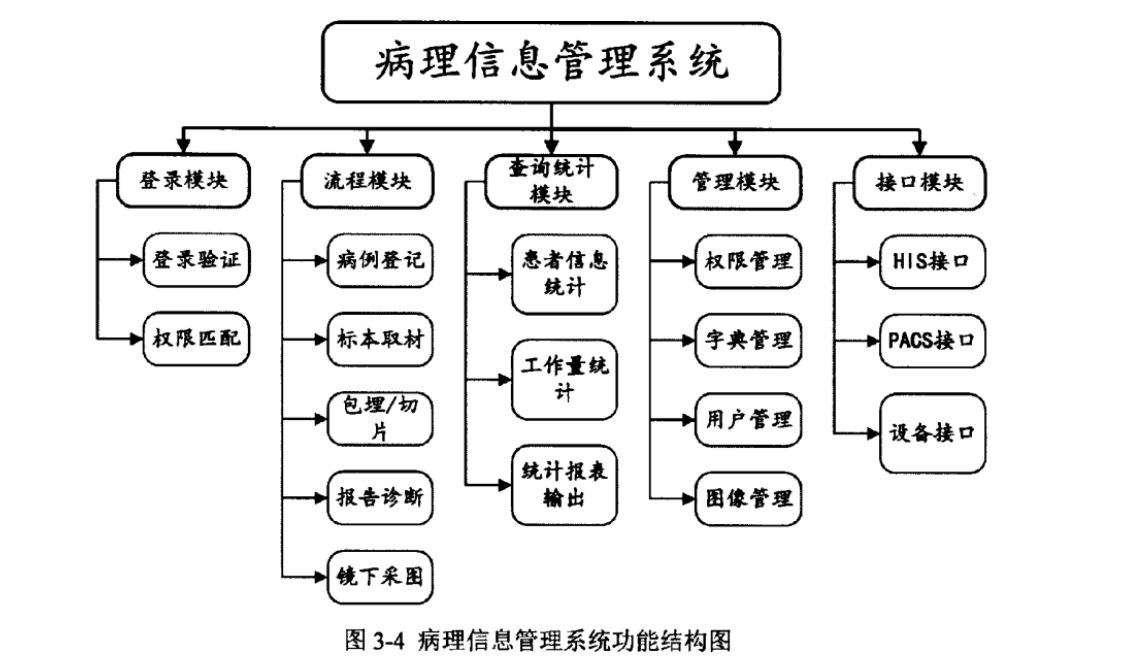 病理信息管理系统
登录模块
流程模块
查询统计
模块
管理模块
接口模块
登录验证
权限匹配
病例登记
标本取材
包埋/切
片
报告诊断
镜下采图
患者信息
统计
工作量统
计
统计报表
输出
权限管理
字典管理
用户管理
图像管理
HIS接口
PACS接口
设备接口
图 3-4 病理信息管理系统功能结构图